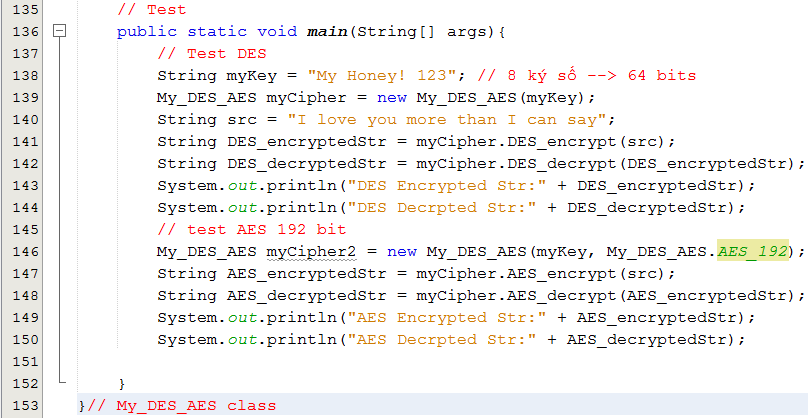 135 // Test
136 public static void main(String[] args){
137 // Test DES
138 String myKey = "My Honey! 123"; // 8 ký số --> 64 bits
139 My_DES_AES myCipher = new My_DES_AES(myKey);
140 String src = "I love you more than I can say";
141 String DES_encryptedStr = myCipher.DES_encrypt(src);
142 String DES_decryptedStr = myCipher.DES_decrypt(DES_encryptedStr);
143 System.out.println("DES Encrypted Str:" + DES_encryptedStr);
144 System.out.println("DES Decrpted Str:" + DES_decryptedStr);
145 // test AES 192 bit
146 My_DES_AES myCipher2 = new My_DES_AES(myKey, My_DES_AES.AES_192);
147 String AES_encryptedStr = myCipher.AES_encrypt(src);
148 String AES_decryptedStr = myCipher.AES_decrypt(AES_encryptedStr);
149 System.out.println("AES Encrypted Str:" + AES_encryptedStr);
150 System.out.println("AES Decrpted Str:" + AES_decryptedStr);
151
152 }
153 }// My_DES_AES class